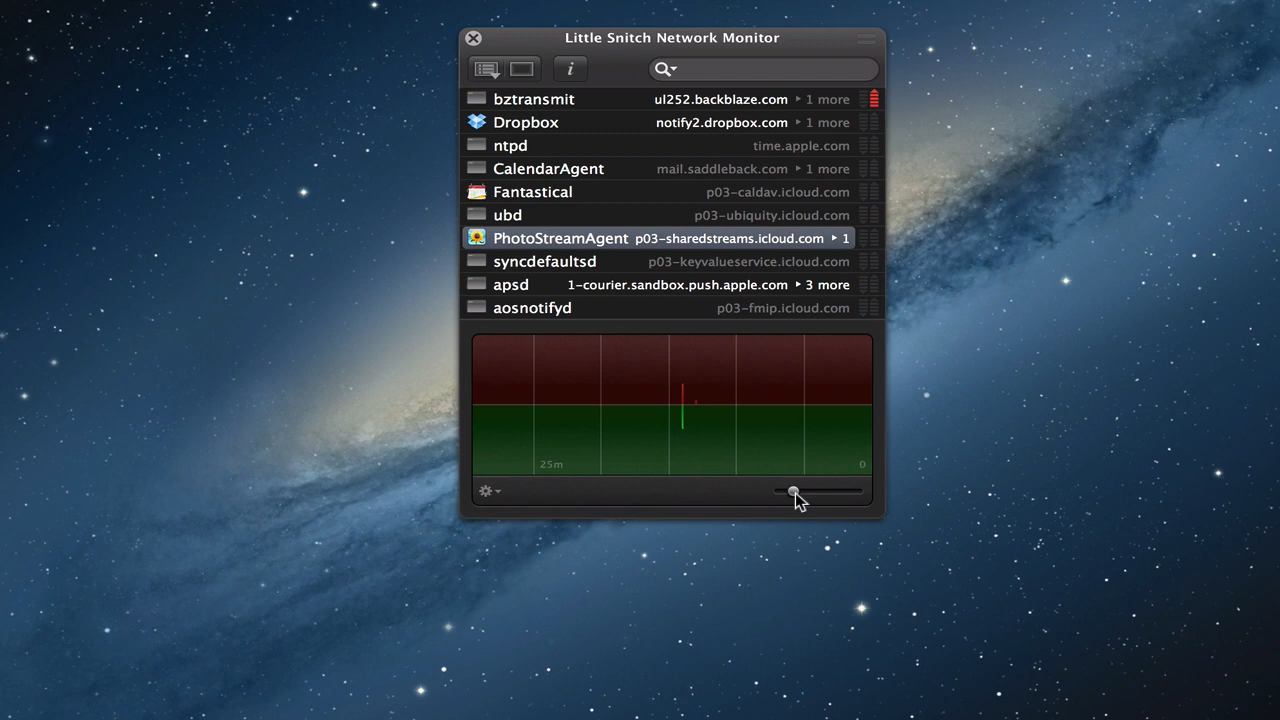 Little Snitch Network Monitor
i
bztransmit ul252.backblaze.com ▸ 1 more
Dropbox notify2.dropbox.com ▸ 1 more
ntpd time.apple.com
CalendarAgent mail.saddleback.com ▸ 1 more
Fantastical p03-caldav.icloud.com
ubd p03-ubiquity.icloud.com
PhotoStreamAgent p03-sharedstreams.icloud.com ▸ 1
syncdefaultsd p03-keyvalueservice.icloud.com
apsd 1-courier.sandbox.push.apple.com ▸ 3 more
aosnotifyd p03-fmip.icloud.com
25m 0